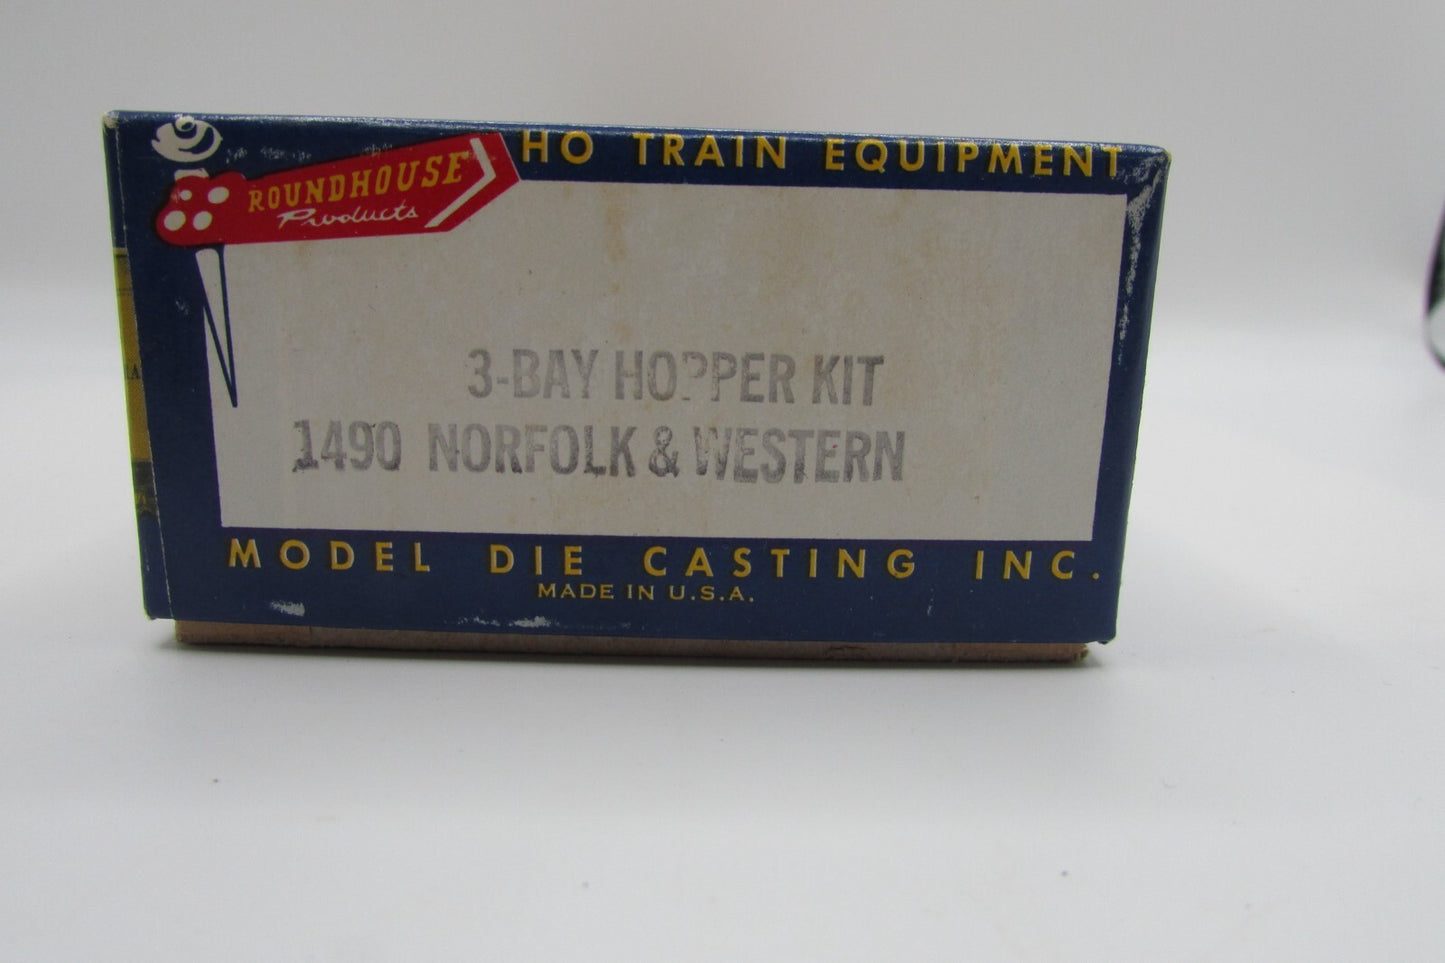 HO TRAIN EQUIPMENT
ROUNDHOUSE
Products
3-BAY HOPPER KIT
1490 NORFOLK & WESTERN
MODEL DIE CASTING INC.
MADE IN U.S.A.